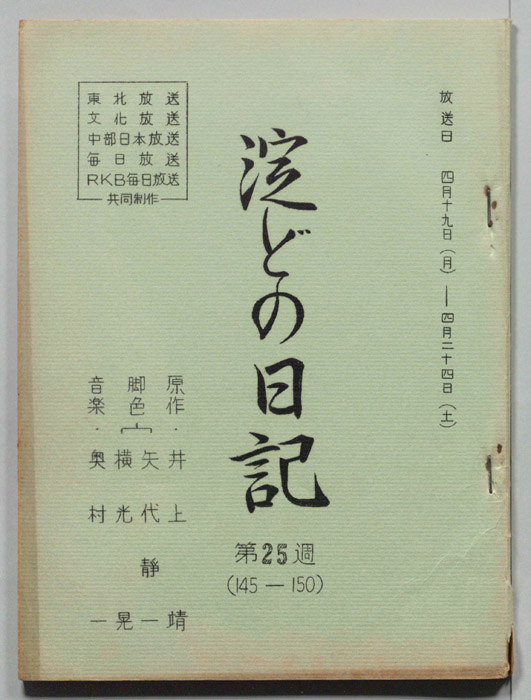 放送日　四月十九日（月）―四月二十四日（土）
淀どの日記
第25週
(145―150)
東北放送
文化放送
中部日本放送
毎日放送
RKB毎日放送
共同制作
原作・井上靖
脚色
矢代静一
横光晃
音楽・奥村一